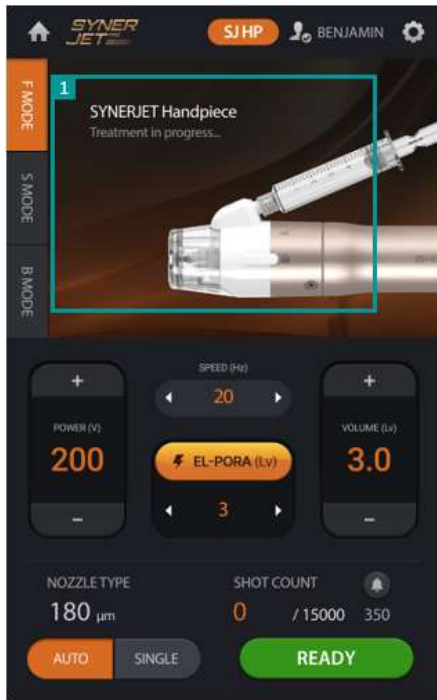 SYNER
JET
SJ HP
BENJAMIN
1
F MODE
S MODE
B MODE
SYNERJET Handpiece
Treatment in progress...
SPEED (Hz)
20
+
POWER (V)
200
-
EL-PORA (Lv)
3
+
VOLUME (Lv)
3.0
-
NOZZLE TYPE
180 μm
SHOT COUNT
0 / 15000 350
AUTO SINGLE
READY